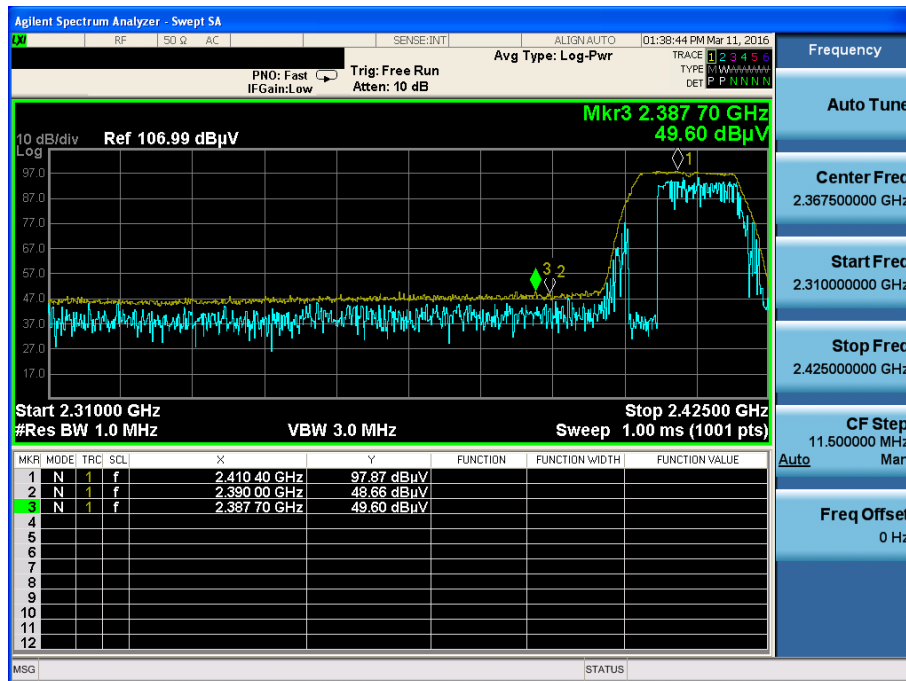 Agilent Spectrum Analyzer - Swept SA
LXI RF 50 Ω AC SENSE:INT ALIGN AUTO 01:38:44 PM Mar 11, 2016
Frequency
Avg Type: Log-Pwr TRACE 1 2 3 4 5 6
PNO: Fast Trig: Free Run TYPE M W W W W W
IFGain:Low Atten: 10 dB DET P P N N N N
Auto Tune
Mkr3 2.387 70 GHz
10 dB/div Ref 106.99 dBµV 49.60 dBµV
Log
97.0
87.0
77.0
67.0
57.0
47.0
37.0
27.0
17.0
1
3 2
Center Freq
2.367500000 GHz
Start Freq
2.310000000 GHz
Stop Freq
2.425000000 GHz
Start 2.31000 GHz Stop 2.42500 GHz
#Res BW 1.0 MHz VBW 3.0 MHz Sweep 1.00 ms (1001 pts)
CF Step
11.500000 MHz
Auto Man
MKR MODE TRC SCL X Y FUNCTION FUNCTION WIDTH FUNCTION VALUE
1 N 1 f 2.410 40 GHz 97.87 dBµV
2 N 1 f 2.390 00 GHz 48.66 dBµV
3 N 1 f 2.387 70 GHz 49.60 dBµV
4
5
6
7
8
9
10
11
12
Freq Offset
0 Hz
MSG STATUS